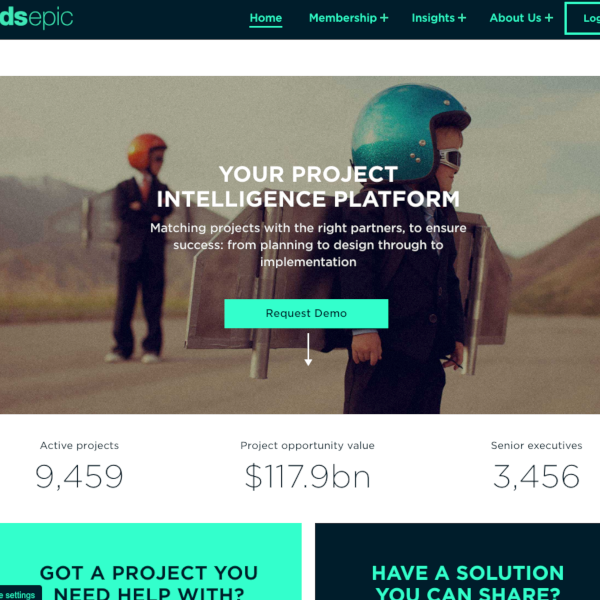 dsepic
Home Membership + Insights + About Us + Log
YOUR PROJECT
INTELLIGENCE PLATFORM
Matching projects with the right partners, to ensure
success: from planning to design through to
implementation
Request Demo
Active projects Project opportunity value Senior executives
9,459 $117.9bn 3,456
GOT A PROJECT YOU
NEED HELP WITH?
HAVE A SOLUTION
YOU CAN SHARE?
e settings